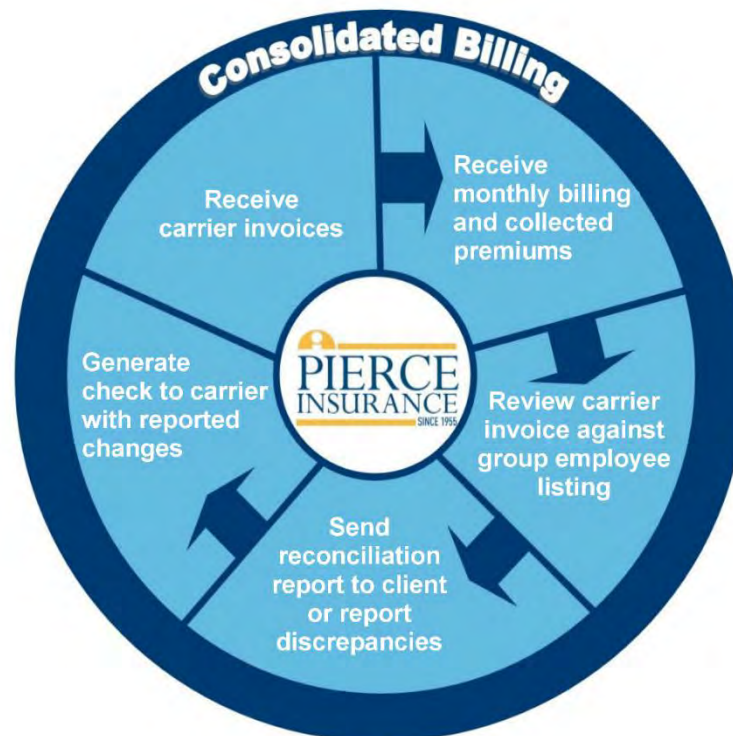 Consolidated Billing
Receive
carrier invoices
Receive
monthly billing
and collected
premiums
Review carrier
invoice against
group employee
listing
Send
reconciliation
report to client
or report
discrepancies
Generate
check to carrier
with reported
changes
PIERCE
INSURANCE
SINCE 1955